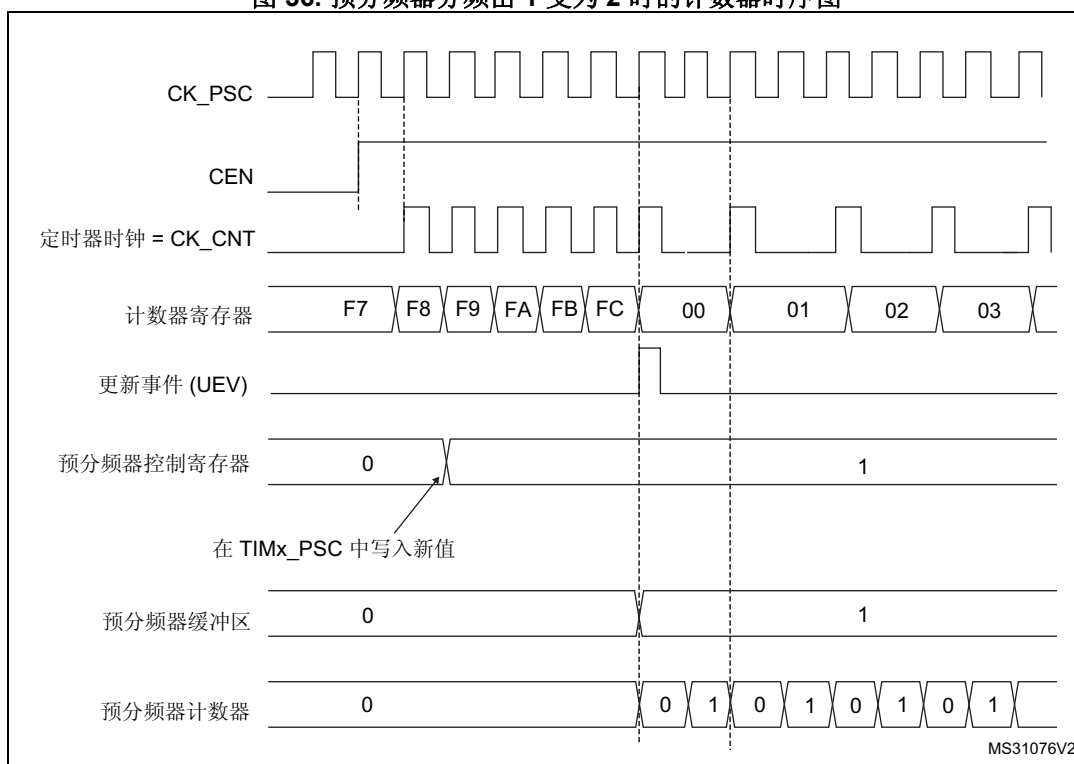 图 58. 预分频器分频由 1 变为 2 时的计数器时序图
CK_PSC
CEN
定时器时钟 = CK_CNT
计数器寄存器 F7 F8 F9 FA FB FC 00 01 02 03
更新事件 (UEV)
预分频器控制寄存器 0 1
在 TIMx_PSC 中写入新值
预分频器缓冲区 0 1
预分频器计数器 0 0 1 0 1 0 1 0 1
MS31076V2